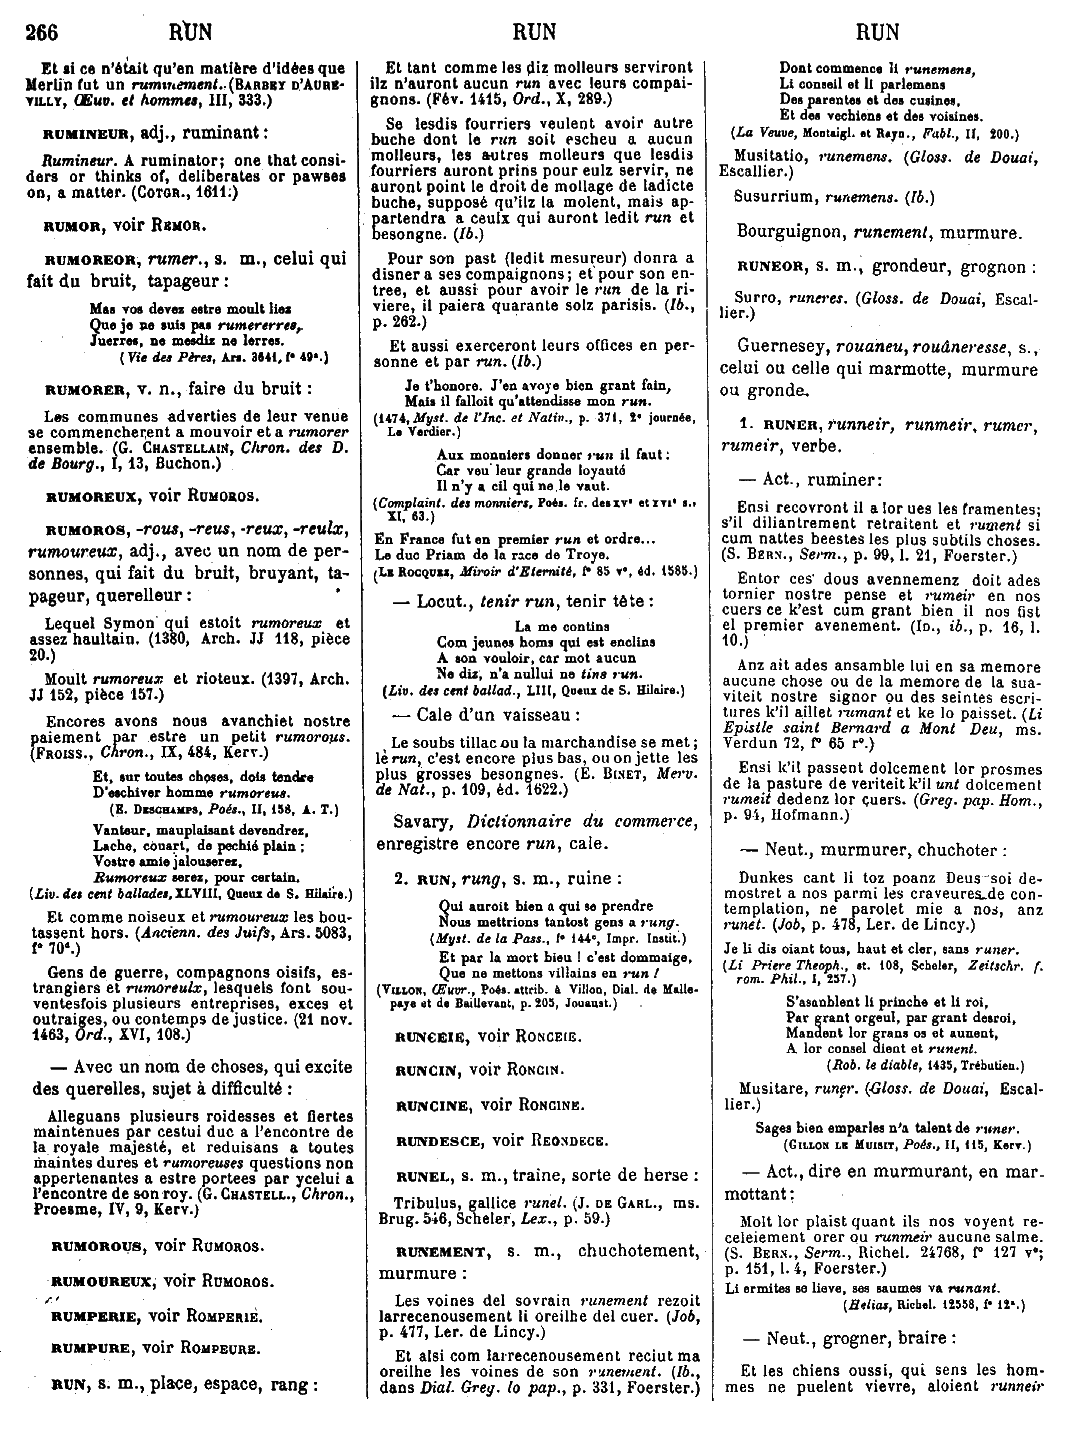 266
RUN
RUN
RUN
Et si ce n'était qu'en matière d'idées que
Merlin fut un ruminement. (BARBEY D'AURE-
VILLY, Œuv. et hommes, III, 333.)
RUMINEUR, adj., ruminant :
Rumineur. A ruminator; one that consi-
ders or thinks of, deliberates or pawses
on, a matter. (COTGR., 1611.)
RUMOR, voir REMOR.
RUMOREOR, rumer., s. m., celui qui
fait du bruit, tapageur :
Mas vos devez estre moult liez
Que je ne suis pas rumererres,
Juerres, ne mesdiz ne lerres.
(Vie des Pères, Ars. 3641, f° 49ᵃ.)
RUMORER, v. n., faire du bruit :
Les communes adverties de leur venue
se commencherent a mouvoir et a rumorer
ensemble. (G. CHASTELLAIN, Chron. des D.
de Bourg., I, 13, Buchon.)
RUMOREUX, voir RUMOROS.
RUMOROS, -rous, -reus, -reux, -reulx,
rumoureux, adj., avec un nom de per-
sonnes, qui fait du bruit, bruyant, ta-
pageur, querelleur :
Lequel Symon qui estoit rumoreux et
assez haultain. (1380, Arch. JJ 118, pièce
20.)
Moult rumoreux et rioteux. (1397, Arch.
JJ 152, pièce 157.)
Encores avons nous avanchiet nostre
paiement par estre un petit rumorous.
(FROISS., Chron., IX, 484, Kerv.)
Et, sur toutes choses, dois tendre
D'eschiver homme rumoreus.
(E. DESCHAMPS, Poés., II, 158, A. T.)
Vanteur, mauplaisant devendrez,
Lache, couart, de pechié plain ;
Vostre amie jalouserez,
Rumoreux serez, pour certain.
(Liv. des cent ballades, XLVIII, Queux de S. Hilaire.)
Et comme noiseux et rumoureux les bou-
tassent hors. (Ancienn. des Juifs, Ars. 5083,
f° 70ᵈ.)
Gens de guerre, compagnons oisifs, es-
trangiers et rumoreulx, lesquels font sou-
ventesfois plusieurs entreprises, exces et
outraiges, ou contemps de justice. (21 nov.
1463, Ord., XVI, 108.)
— Avec un nom de choses, qui excite
des querelles, sujet à difficulté :
Alleguans plusieurs roidesses et fiertes
maintenues par cestui duc a l'encontre de
la royale majesté, et reduisans a toutes
maintes dures et rumoreuses questions non
appertenantes a estre portees par ycelui a
l'encontre de son roy. (G. CHASTELL., Chron.,
Proesme, IV, 9, Kerv.)
RUMOROUS, voir RUMOROS.
RUMOUREUX, voir RUMOROS.
RUMPERIE, voir ROMPERIE.
RUMPURE, voir ROMPEURE.
RUN, s. m., place, espace, rang :
Et tant comme les diz molleurs serviront
ilz n'auront aucun run avec leurs compai-
gnons. (Fév. 1415, Ord., X, 289.)
Se lesdis fourriers veulent avoir autre
buche dont le run soit escheu a aucun
molleurs, les autres molleurs que lesdis
fourriers auront prins pour eulz servir, ne
auront point le droit de mollage de ladicte
buche, supposé qu'ilz la molent, mais ap-
partendra a ceulx qui auront ledit run et
besongne. (Ib.)
Pour son past (ledit mesureur) donra a
disner a ses compaignons ; et pour son en-
tree, et aussi pour avoir le run de la ri-
viere, il paiera quarante solz parisis. (Ib.,
p. 262.)
Et aussi exerceront leurs offices en per-
sonne et par run. (Ib.)
Je t'honore. J'en avoye bien grant fain,
Mais il falloit qu'attendisse mon run.
(1474, Myst. de l'Inc. et Nativ., p. 371, 2ᵉ journée,
Le Verdier.)
Aux monniers donner run il faut :
Car veu leur grande loyauté
Il n'y a cil qui ne le vaut.
(Complaint. des monniers, Poés. fr. des XVᵉ et XVIᵉ s.,
XI, 63.)
En France fut en premier run et ordre...
Le duc Priam de la race de Troye.
(LE ROCQUEZ, Miroir d'Eternité, f° 85 v°, éd. 1585.)
— Locut., tenir run, tenir tête :
La me contins
Com jeunes homs qui est enclins
A son vouloir, car mot aucun
Ne diz, n'a nullui ne tins run.
(Liv. des cent ballad., LIII, Queux de S. Hilaire.)
— Cale d'un vaisseau :
Le soubs tillac ou la marchandise se met ;
le run, c'est encore plus bas, ou on jette les
plus grosses besongnes. (E. BINET, Merv.
de Nat., p. 109, éd. 1622.)
Savary, Dictionnaire du commerce,
enregistre encore run, cale.
2. RUN, rung, s. m., ruine :
Qui auroit bien a qui se prendre
Nous mettrions tantost gens a rung.
(Myst. de la Pass., f° 144ᶜ, Impr. Instit.)
Et par la mort bieu ! c'est dommaige,
Que ne mettons villains en run !
(VILLON, Œuvr., Poés. attrib. à Villon, Dial. de Malle-
paye et de Baillevant, p. 205, Jouaust.)
RUNCEIE, voir RONCEIE.
RUNCIN, voir RONCIN.
RUNCINE, voir RONCINE.
RUNDESCE, voir REONDECE.
RUNEL, s. m., traine, sorte de herse :
Tribulus, gallice runel. (J. DE GARL., ms.
Brug. 546, Scheler, Lex., p. 59.)
RUNEMENT, s. m., chuchotement,
murmure :
Les voines del sovrain runement rezoit
larrecenousement li oreilhe del cuer. (Job,
p. 477, Ler. de Lincy.)
Et alsi com larrecenousement reciut ma
oreilhe les voines de son runement. (Ib.,
dans Dial. Greg. lo pap., p. 331, Foerster.)
Dont commence li runemens,
Li conseil et li parlemens
Des parentes et des cusines,
Et des vechiens et des voisines.
(La Veuve, Montaigl. et Rayn., Fabl., II, 200.)
Musitatio, runemens. (Gloss. de Douai,
Escallier.)
Susurrium, runemens. (Ib.)
Bourguignon, runement, murmure.
RUNEOR, s. m., grondeur, grognon :
Surro, runeres. (Gloss. de Douai, Escal-
lier.)
Guernesey, rouâneu, rouâneresse, s.,
celui ou celle qui marmotte, murmure
ou gronde.
1. RUNER, runneir, runmeir, rumer,
rumeir, verbe.
— Act., ruminer :
Ensi recovront il a lor ues les framentes;
s'il diliantrement retraitent et rument si
cum nattes beestes les plus subtils choses.
(S. BERN., Serm., p. 99, l. 21, Foerster.)
Entor ces dous avennemenz doit ades
tornier nostre pense et rumeir en nos
cuers ce k'est cum grant bien il nos fist
el premier avenement. (ID., ib., p. 16, l.
10.)
Anz ait ades ansamble lui en sa memore
aucune chose ou de la memore de la sua-
viteit nostre signor ou des seintes escri-
tures k'il aillet rumant et ke lo paisset. (Li
Epistle saint Bernard a Mont Deu, ms.
Verdun 72, f° 65 r°.)
Ensi k'il passent dolcement lor prosmes
de la pasture de veriteit k'il unt dolcement
rumeit dedenz lor cuers. (Greg. pap. Hom.,
p. 94, Hofmann.)
— Neut., murmurer, chuchoter :
Dunkes cant li toz poanz Deus soi de-
mostret a nos parmi les craveures de con-
templation, ne parolet mie a nos, anz
runet. (Job, p. 478, Ler. de Lincy.)
Je li dis oiant tous, haut et cler, sans runer.
(Li Priere Theoph., st. 108, Scheler, Zeitschr. f.
rom. Phil., I, 257.)
S'asanblent li prinche et li roi,
Par grant orgeul, par grant desroi,
Mandent lor grans os et aunent,
A lor consel dient et runent.
(Rob. le diable, 1435, Trébutien.)
Musitare, runer. (Gloss. de Douai, Escal-
lier.)
Sages bien emparles n'a talent de runer.
(GILLON LE MUISIT, Poés., II, 115, Kerv.)
— Act., dire en murmurant, en mar-
mottant :
Molt lor plaist quant ils nos voyent re-
celeiement orer ou runmeir aucune salme.
(S. BERN., Serm., Richel. 24768, f° 127 v°;
p. 151, l. 4, Foerster.)
Li ermites se lieve, ses saumes va runant.
(Helias, Richel. 12558, f° 12ᵃ.)
— Neut., grogner, braire :
Et les chiens oussi, qui sens les hom-
mes ne puelent vievre, aloient runneir